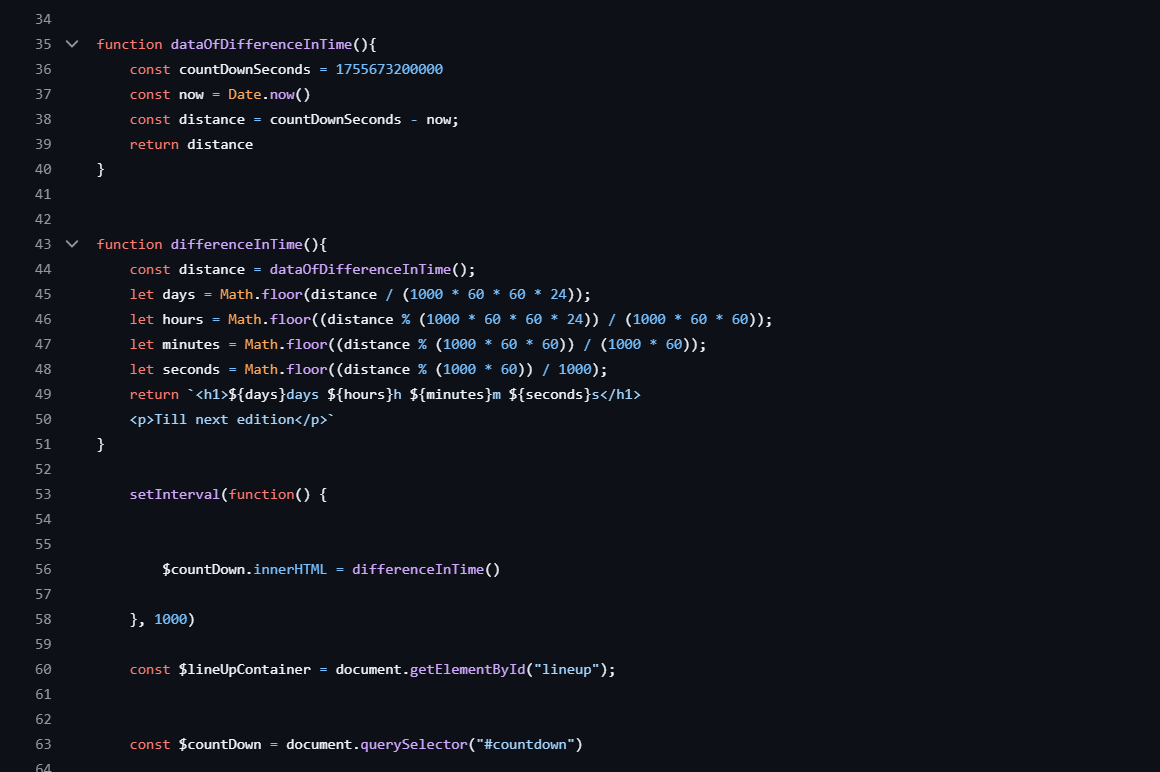 34
35 function dataOfDifferenceInTime(){
36 const countDownSeconds = 1755673200000
37 const now = Date.now()
38 const distance = countDownSeconds - now;
39 return distance
40 }
41
42
43 function differenceInTime(){
44 const distance = dataOfDifferenceInTime();
45 let days = Math.floor(distance / (1000 * 60 * 60 * 24));
46 let hours = Math.floor((distance % (1000 * 60 * 60 * 24)) / (1000 * 60 * 60));
47 let minutes = Math.floor((distance % (1000 * 60 * 60)) / (1000 * 60));
48 let seconds = Math.floor((distance % (1000 * 60)) / 1000);
49 return `<h1>${days}days ${hours}h ${minutes}m ${seconds}s</h1>
50 <p>Till next edition</p>`
51 }
52
53 setInterval(function() {
54
55
56 $countDown.innerHTML = differenceInTime()
57
58 }, 1000)
59
60 const $lineUpContainer = document.getElementById("lineup");
61
62
63 const $countDown = document.querySelector("#countdown")
64